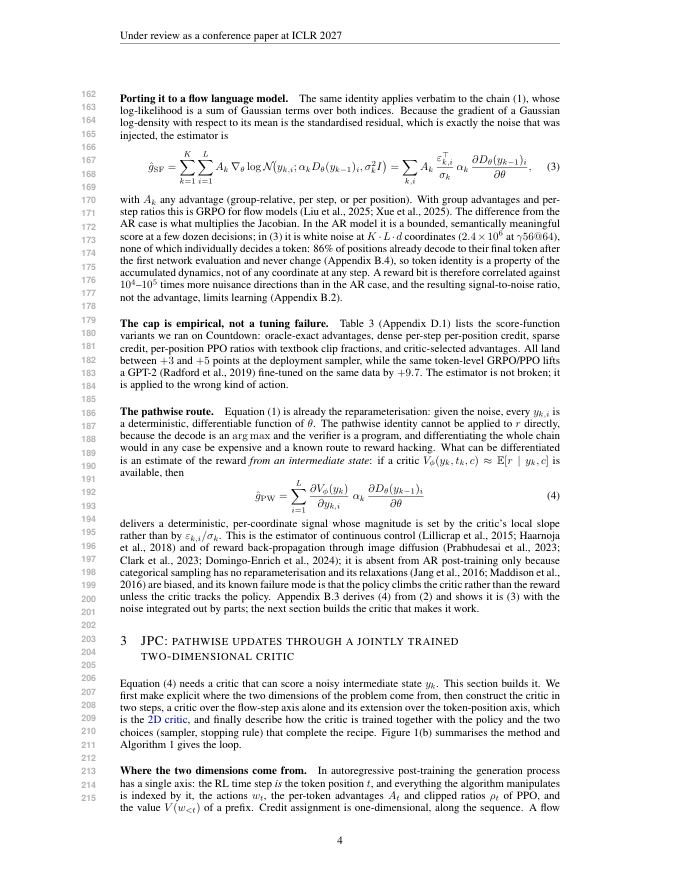 Under review as a conference paper at ICLR 2027
162
163 Porting it to a flow language model. The same identity applies verbatim to the chain (1), whose
164 log-likelihood is a sum of Gaussian terms over both indices. Because the gradient of a Gaussian
165 log-density with respect to its mean is the standardised residual, which is exactly the noise that was
166 injected, the estimator is
167 ĝ_SF = ∑_{k=1}^{K} ∑_{i=1}^{L} A_k ∇_θ log N(y_{k,i}; α_k D_θ(y_{k−1})_i, σ_k^2 I) = ∑_{k,i} A_k (ε_{k,i}^⊤ / σ_k) α_k ∂D_θ(y_{k−1})_i / ∂θ, (3)
168
169
170 with A_k any advantage (group-relative, per step, or per position). With group advantages and per-
171 step ratios this is GRPO for flow models (Liu et al., 2025; Xue et al., 2025). The difference from the
172 AR case is what multiplies the Jacobian. In the AR model it is a bounded, semantically meaningful
173 score at a few dozen decisions; in (3) it is white noise at K · L · d coordinates (2.4 × 10^6 at γ56@64),
174 none of which individually decides a token: 86% of positions already decode to their final token after
175 the first network evaluation and never change (Appendix B.4), so token identity is a property of the
176 accumulated dynamics, not of any coordinate at any step. A reward bit is therefore correlated against
177 10^4–10^5 times more nuisance directions than in the AR case, and the resulting signal-to-noise ratio,
178 not the advantage, limits learning (Appendix B.2).
179 The cap is empirical, not a tuning failure. Table 3 (Appendix D.1) lists the score-function
180 variants we ran on Countdown: oracle-exact advantages, dense per-step per-position credit, sparse
181 credit, per-position PPO ratios with textbook clip fractions, and critic-selected advantages. All land
182 between +3 and +5 points at the deployment sampler, while the same token-level GRPO/PPO lifts
183 a GPT-2 (Radford et al., 2019) fine-tuned on the same data by +9.7. The estimator is not broken; it
184 is applied to the wrong kind of action.
185
186 The pathwise route. Equation (1) is already the reparameterisation: given the noise, every y_{k,i} is
187 a deterministic, differentiable function of θ. The pathwise identity cannot be applied to r directly,
188 because the decode is an arg max and the verifier is a program, and differentiating the whole chain
189 would in any case be expensive and a known route to reward hacking. What can be differentiated
190 is an estimate of the reward from an intermediate state: if a critic V_ϕ(y_k, t_k, c) ≈ E[r | y_k, c] is
191 available, then
192 ĝ_PW = ∑_{i=1}^{L} ∂V_ϕ(y_k) / ∂y_{k,i} α_k ∂D_θ(y_{k−1})_i / ∂θ (4)
193
194 delivers a deterministic, per-coordinate signal whose magnitude is set by the critic's local slope
195 rather than by ε_{k,i}/σ_k. This is the estimator of continuous control (Lillicrap et al., 2015; Haarnoja
196 et al., 2018) and of reward back-propagation through image diffusion (Prabhudesai et al., 2023;
197 Clark et al., 2023; Domingo-Enrich et al., 2024); it is absent from AR post-training only because
198 categorical sampling has no reparameterisation and its relaxations (Jang et al., 2016; Maddison et al.,
199 2016) are biased, and its known failure mode is that the policy climbs the critic rather than the reward
200 unless the critic tracks the policy. Appendix B.3 derives (4) from (2) and shows it is (3) with the
201 noise integrated out by parts; the next section builds the critic that makes it work.
202
203 3 JPC: PATHWISE UPDATES THROUGH A JOINTLY TRAINED
204 TWO-DIMENSIONAL CRITIC
205
206 Equation (4) needs a critic that can score a noisy intermediate state y_k. This section builds it. We
207 first make explicit where the two dimensions of the problem come from, then construct the critic in
208 two steps, a critic over the flow-step axis alone and its extension over the token-position axis, which
209 is the 2D critic, and finally describe how the critic is trained together with the policy and the two
210 choices (sampler, stopping rule) that complete the recipe. Figure 1(b) summarises the method and
211 Algorithm 1 gives the loop.
212
213 Where the two dimensions come from. In autoregressive post-training the generation process
214 has a single axis: the RL time step is the token position t, and everything the algorithm manipulates
215 is indexed by it, the actions w_t, the per-token advantages A_t and clipped ratios ρ_t of PPO, and
the value V(w_{<t}) of a prefix. Credit assignment is one-dimensional, along the sequence. A flow
4